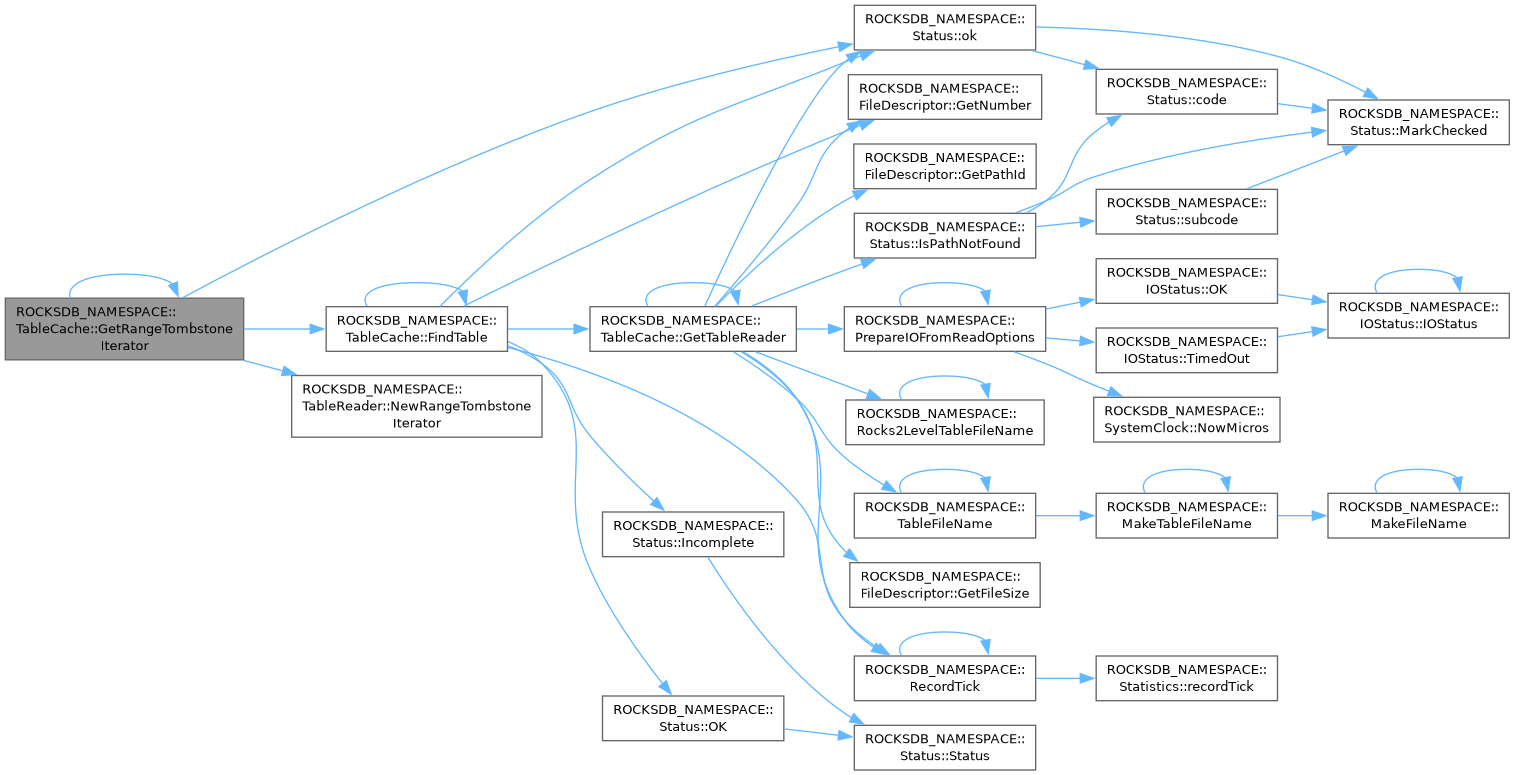 ROCKSDB_NAMESPACE::
TableCache::GetRangeTombstone
Iterator
ROCKSDB_NAMESPACE::
TableCache::FindTable
ROCKSDB_NAMESPACE::
TableReader::NewRangeTombstone
Iterator
ROCKSDB_NAMESPACE::
TableCache::GetTableReader
ROCKSDB_NAMESPACE::
Status::Incomplete
ROCKSDB_NAMESPACE::
Status::OK
ROCKSDB_NAMESPACE::
Status::ok
ROCKSDB_NAMESPACE::
FileDescriptor::GetNumber
ROCKSDB_NAMESPACE::
FileDescriptor::GetPathId
ROCKSDB_NAMESPACE::
Status::IsPathNotFound
ROCKSDB_NAMESPACE::
PrepareIOFromReadOptions
ROCKSDB_NAMESPACE::
Rocks2LevelTableFileName
ROCKSDB_NAMESPACE::
TableFileName
ROCKSDB_NAMESPACE::
FileDescriptor::GetFileSize
ROCKSDB_NAMESPACE::
RecordTick
ROCKSDB_NAMESPACE::
Status::Status
ROCKSDB_NAMESPACE::
Status::code
ROCKSDB_NAMESPACE::
Status::subcode
ROCKSDB_NAMESPACE::
IOStatus::OK
ROCKSDB_NAMESPACE::
IOStatus::TimedOut
ROCKSDB_NAMESPACE::
SystemClock::NowMicros
ROCKSDB_NAMESPACE::
MakeTableFileName
ROCKSDB_NAMESPACE::
Statistics::recordTick
ROCKSDB_NAMESPACE::
Status::MarkChecked
ROCKSDB_NAMESPACE::
IOStatus::IOStatus
ROCKSDB_NAMESPACE::
MakeFileName